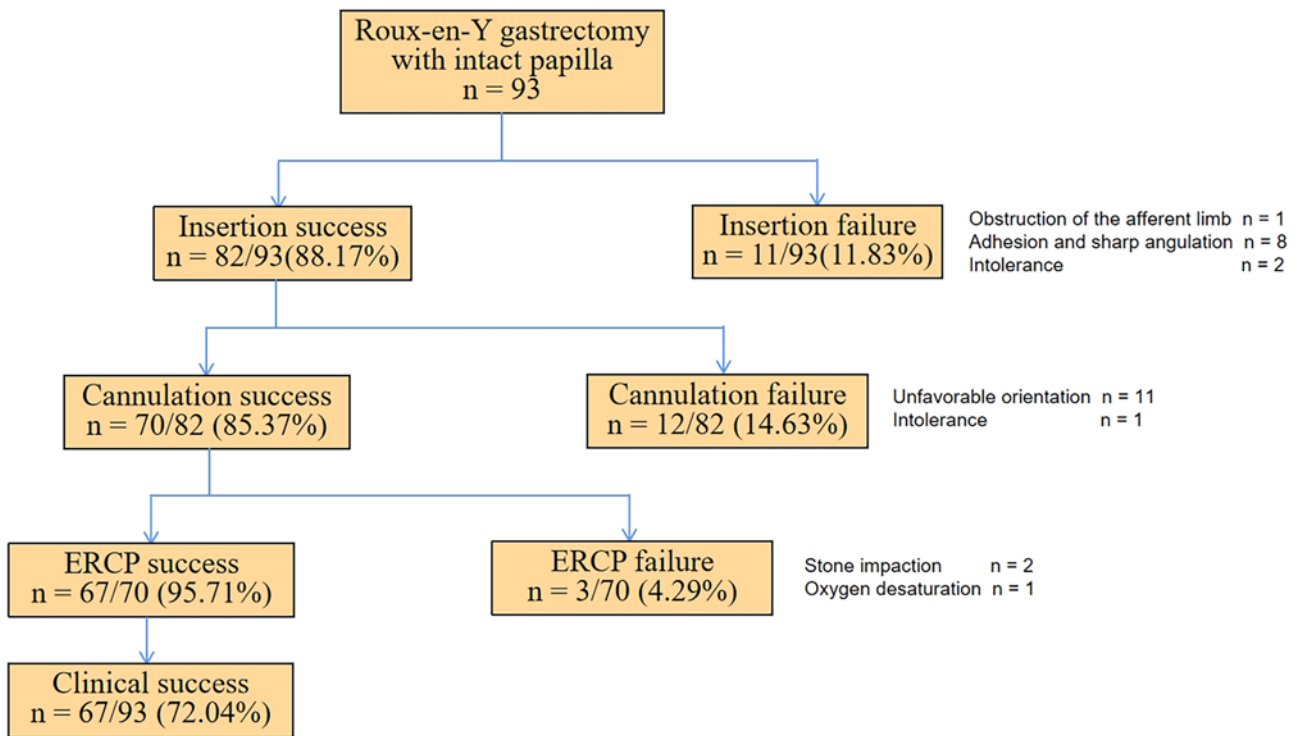 Roux-en-Y gastrectomy
with intact papilla
n = 93
Insertion success
n = 82/93(88.17%)
Insertion failure
n = 11/93(11.83%)
Obstruction of the afferent limb n = 1
Adhesion and sharp angulation n = 8
Intolerance n = 2
Cannulation success
n = 70/82 (85.37%)
Cannulation failure
n = 12/82 (14.63%)
Unfavorable orientation n = 11
Intolerance n = 1
ERCP success
n = 67/70 (95.71%)
ERCP failure
n = 3/70 (4.29%)
Stone impaction n = 2
Oxygen desaturation n = 1
Clinical success
n = 67/93 (72.04%)